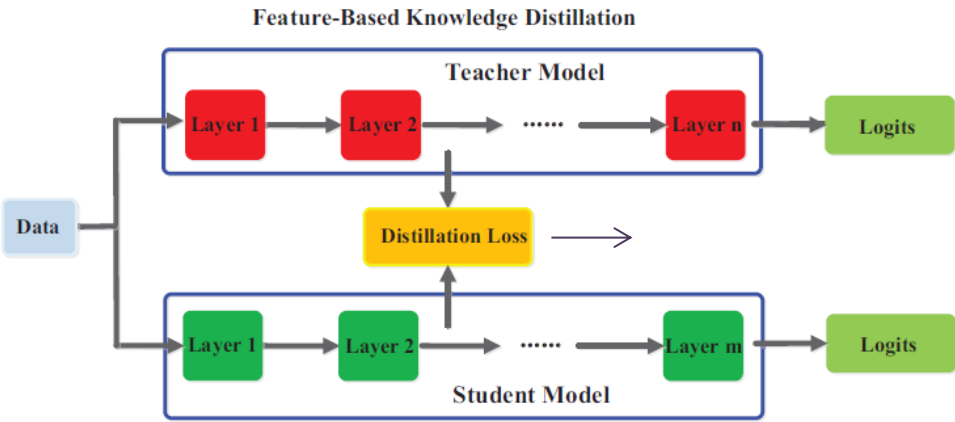 Feature-Based Knowledge Distillation
Teacher Model
Layer 1
Layer 2
......
Layer n
Logits
Data
Distillation Loss
Layer 1
Layer 2
......
Layer m
Logits
Student Model